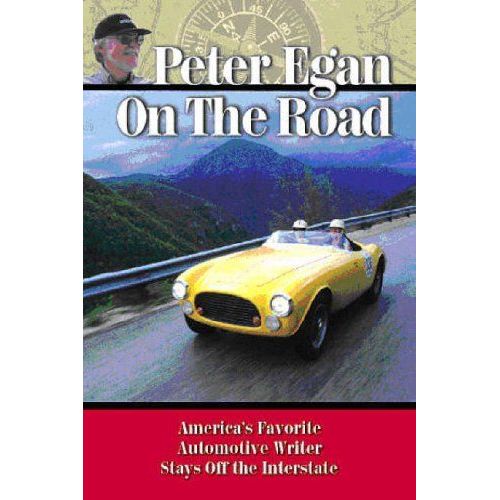 Peter Egan
On The Road
America's Favorite
Automotive Writer
Stays Off the Interstate